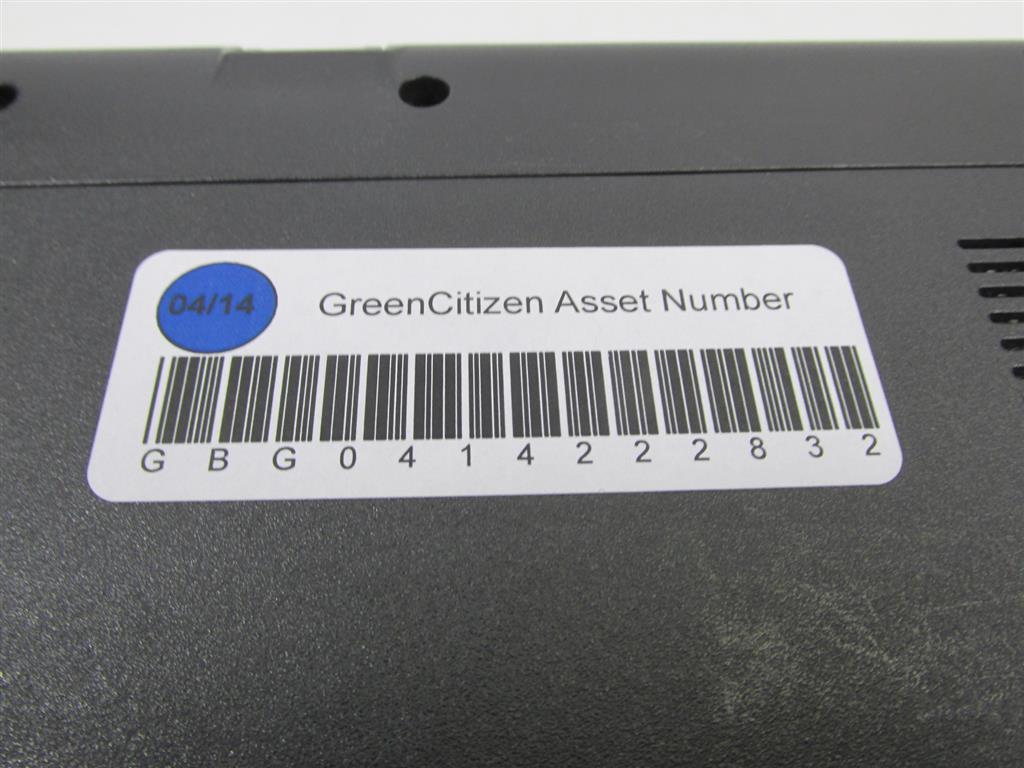 04/14
GreenCitizen Asset Number
G B G 0 4 1 4 2 2 2 8 3 2